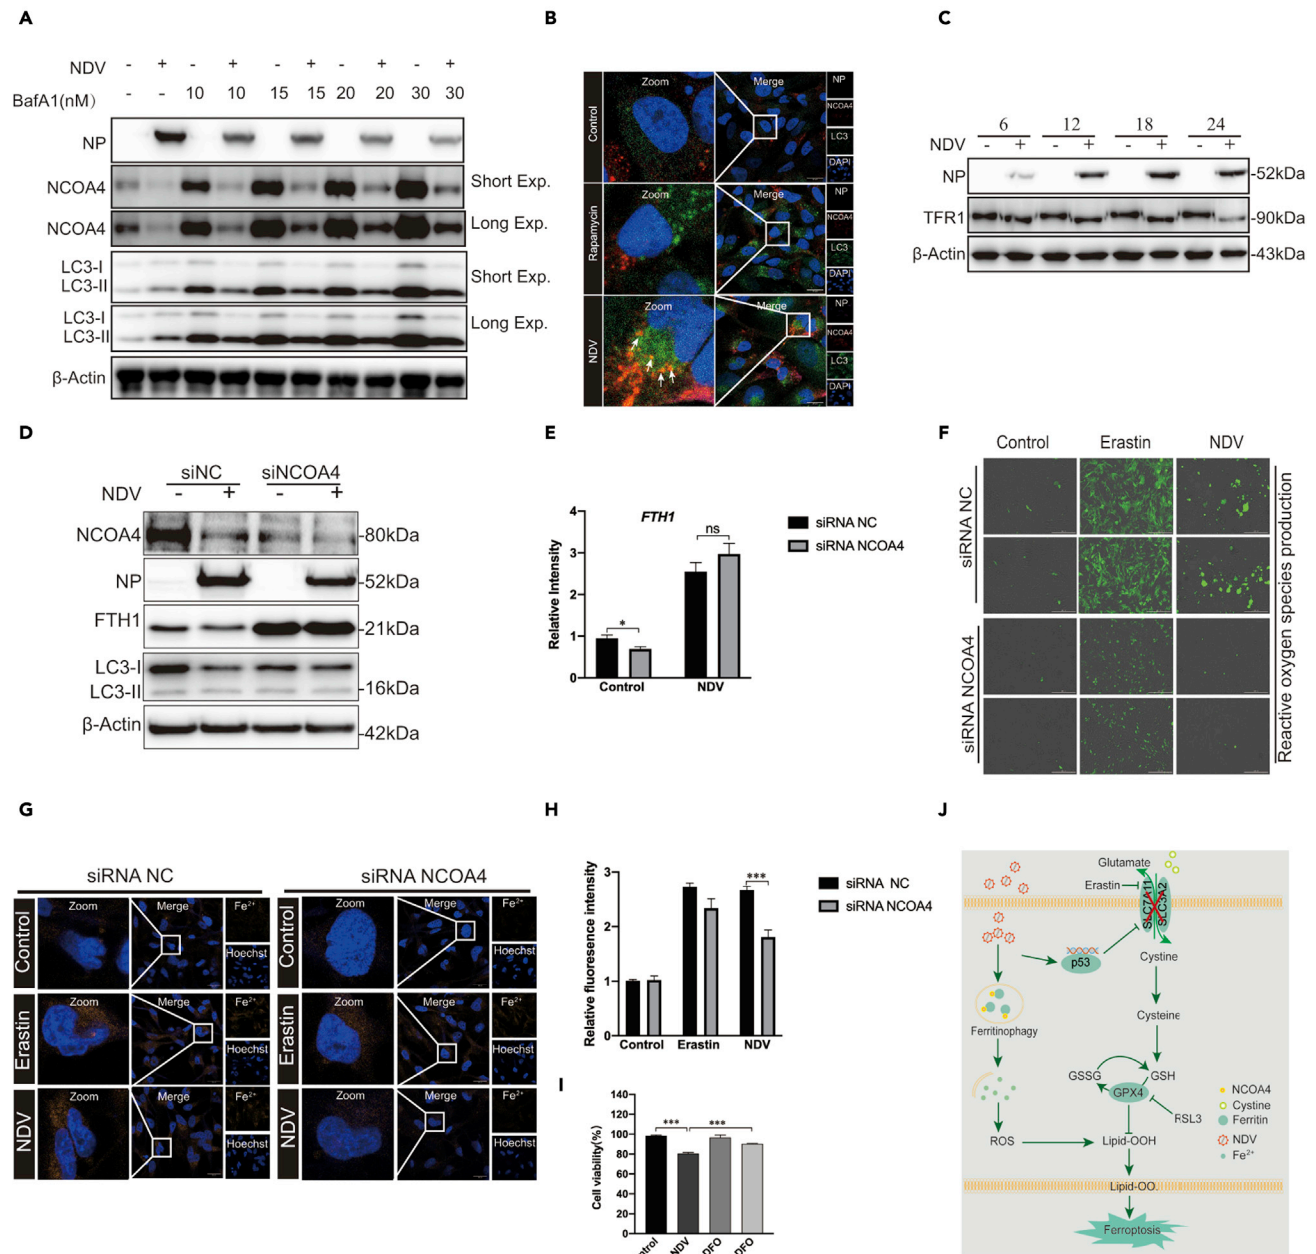 A
NDV - + - + - + - + - +
BafA1(nM) - - 10 10 15 15 20 20 30 30
NP
NCOA4 Short Exp.
NCOA4 Long Exp.
LC3-I
LC3-II Short Exp.
LC3-I
LC3-II Long Exp.
β-Actin
B
Control
Zoom
Merge
NP
NCOA4
LC3
DAPI
Rapamycin
Zoom
Merge
NP
NCOA4
LC3
DAPI
NDV
Zoom
Merge
NP
NCOA4
LC3
DAPI
C
6 12 18 24
NDV - + - + - + - +
NP -52kDa
TFR1 -90kDa
β-Actin -43kDa
D
siNC siNCOA4
NDV - + - +
NCOA4 -80kDa
NP -52kDa
FTH1 -21kDa
LC3-I
LC3-II -16kDa
β-Actin -42kDa
E
FTH1
Relative Intensity
4
3
2
1
0
*
ns
Control NDV
siRNA NC
siRNA NCOA4
F
Control Erastin NDV
siRNA NC
siRNA NCOA4
Reactive oxygen species production
G
siRNA NC siRNA NCOA4
Control
Zoom
Merge
Fe²⁺
Hoechst
Erastin
Zoom
Merge
Fe²⁺
Hoechst
NDV
Zoom
Merge
Fe²⁺
Hoechst
Control
Zoom
Merge
Fe²⁺
Hoechst
Erastin
Zoom
Merge
Fe²⁺
Hoechst
NDV
Zoom
Merge
Fe²⁺
Hoechst
H
Relative fluorescence intensity
3
2
1
0
***
Control Erastin NDV
siRNA NC
siRNA NCOA4
I
Cell viability(%)
140
120
100
80
60
40
20
0
*** ***
NDV
DFO
DFO
J
Glutamate
Erastin
SLC7A11
SLC3A2
p53
Cystine
Ferritinophagy
Cysteine
GSSG GSH
GPX4
RSL3
ROS
Lipid-OOH
Lipid-OO.
Ferroptosis
NCOA4
Cystine
Ferritin
NDV
Fe²⁺